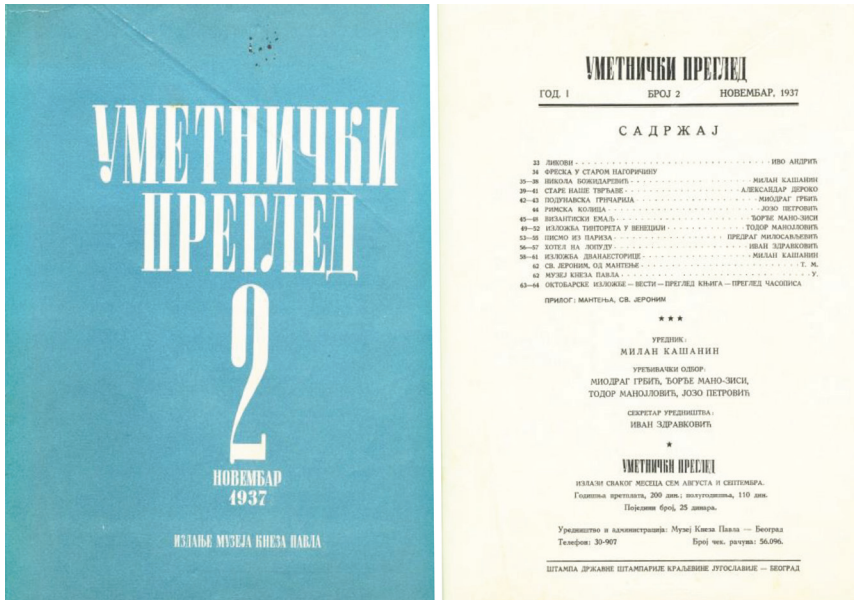 УМЕТНИЧКИ
ПРЕГЛЕД
2
НОВЕМБАР
1937
ИЗДАЊЕ МУЗЕЈА КНЕЗА ПАВЛА
УМЕТНИЧКИ ПРЕГЛЕД
ГОД. I БРОЈ 2 НОВЕМБАР, 1937
САДРЖАЈ
33 ЛИКОВИ ИВО АНДРИЋ
34 ФРЕСКА У СТАРОМ НАГОРИЧИНУ
35—38 НИКОЛА БОЖИДАРЕВИЋ МИЛАН КАШАНИН
39—41 СТАРЕ НАШЕ ТВРЂАВЕ АЛЕКСАНДАР ДЕРОКО
42—43 ПОДУНАВСКА ГРНЧАРИЈА МИОДРАГ ГРБИЋ
44 РИМСКА КОЛИЦА ЈОЗО ПЕТРОВИЋ
45—48 ВИЗАНТИСКИ ЕМАЉ ЂОРЂЕ МАНО-ЗИСИ
49—52 ИЗЛОЖБА ТИНТОРЕТА У ВЕНЕЦИЈИ ТОДОР МАНОЈЛОВИЋ
53—55 ПИСМО ИЗ ПАРИЗА ПРЕДРАГ МИЛОСАВЉЕВИЋ
56—57 ХОТЕЛ НА ЛОПУДУ ИВАН ЗДРАВКОВИЋ
58—61 ИЗЛОЖБА ДВАНАЕСТОРИЦЕ МИЛАН КАШАНИН
62 СВ. ЈЕРОНИМ, ОД МАНТЕЊЕ Т. М.
62 МУЗЕЈ КНЕЗА ПАВЛА У.
63—64 ОКТОБАРСКЕ ИЗЛОЖБЕ — ВЕСТИ — ПРЕГЛЕД КЊИГА — ПРЕГЛЕД ЧАСОПИСА
ПРИЛОГ: МАНТЕЊА, СВ. ЈЕРОНИМ
УРЕДНИК:
МИЛАН КАШАНИН
УРЕЂИВАЧКИ ОДБОР:
МИОДРАГ ГРБИЋ, ЂОРЂЕ МАНО-ЗИСИ,
ТОДОР МАНОЈЛОВИЋ, ЈОЗО ПЕТРОВИЋ
СЕКРЕТАР УРЕДНИШТВА:
ИВАН ЗДРАВКОВИЋ
УМЕТНИЧКИ ПРЕГЛЕД
ИЗЛАЗИ СВАКОГ МЕСЕЦА СЕМ АВГУСТА И СЕПТЕМБРА.
Годишња претплата, 200 дин.; полугодишња, 110 дин.
Поједини број, 25 динара.
Уредништво и администрација: Музеј Кнеза Павла — Београд
Телефон: 30-907 Број чек. рачуна: 56.096.
ШТАМПА ДРЖАВНЕ ШТАМПАРИЈЕ КРАЉЕВИНЕ ЈУГОСЛАВИЈЕ — БЕОГРАД